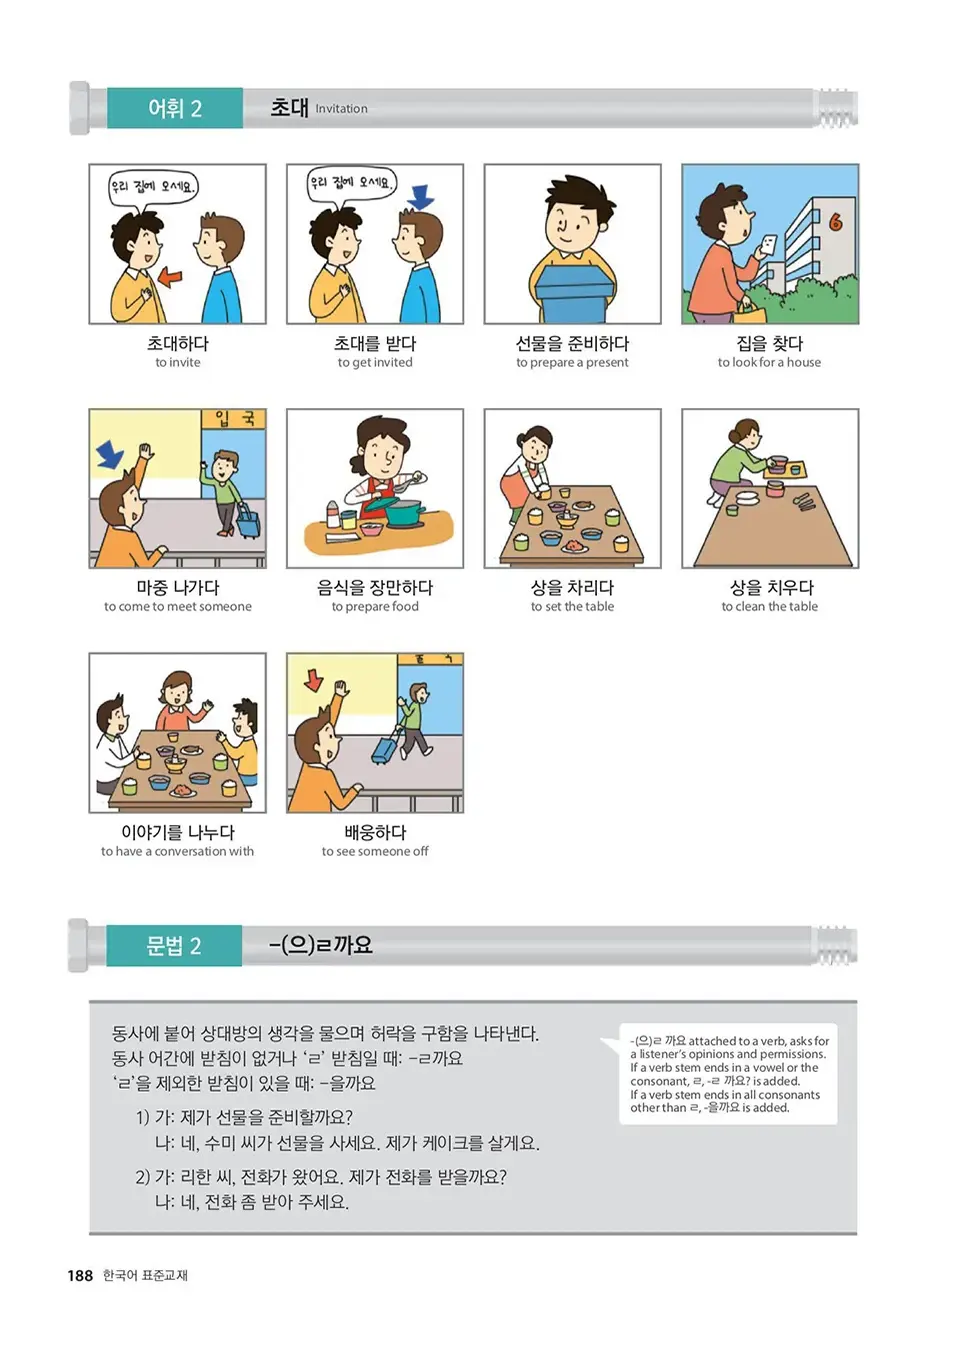 어휘 2 초대 Invitation
우리 집에 오세요. 우리 집에 오세요. 6
초대하다 초대를 받다 선물을 준비하다 집을 찾다
to invite to get invited to prepare a present to look for a house
입국
마중 나가다 음식을 장만하다 상을 차리다 상을 치우다
to come to meet someone to prepare food to set the table to clean the table
이야기를 나누다 배웅하다
to have a conversation with to see someone off
문법 2 -(으)ㄹ까요
동사에 붙어 상대방의 생각을 물으며 허락을 구함을 나타낸다.
동사 어간에 받침이 없거나 ‘ㄹ’ 받침일 때: -ㄹ까요
‘ㄹ’을 제외한 받침이 있을 때: -을까요
1) 가: 제가 선물을 준비할까요?
나: 네, 수미 씨가 선물을 사세요. 제가 케이크를 살게요.
2) 가: 리한 씨, 전화가 왔어요. 제가 전화를 받을까요?
나: 네, 전화 좀 받아 주세요.
-(으)ㄹ 까요 attached to a verb, asks for
a listener's opinions and permissions.
If a verb stem ends in a vowel or the
consonant, ㄹ, -ㄹ 까요? is added.
If a verb stem ends in all consonants
other than ㄹ, -을까요 is added.
188 한국어 표준교재